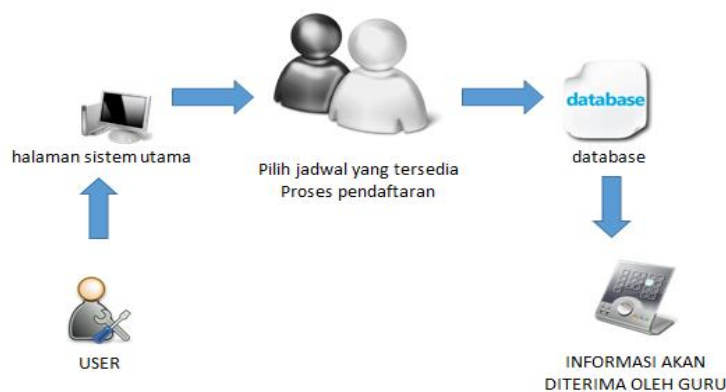 halaman sistem utama
Pilih jadwal yang tersedia
Proses pendaftaran
database
database
USER
INFORMASI AKAN
DITERIMA OLEH GURU